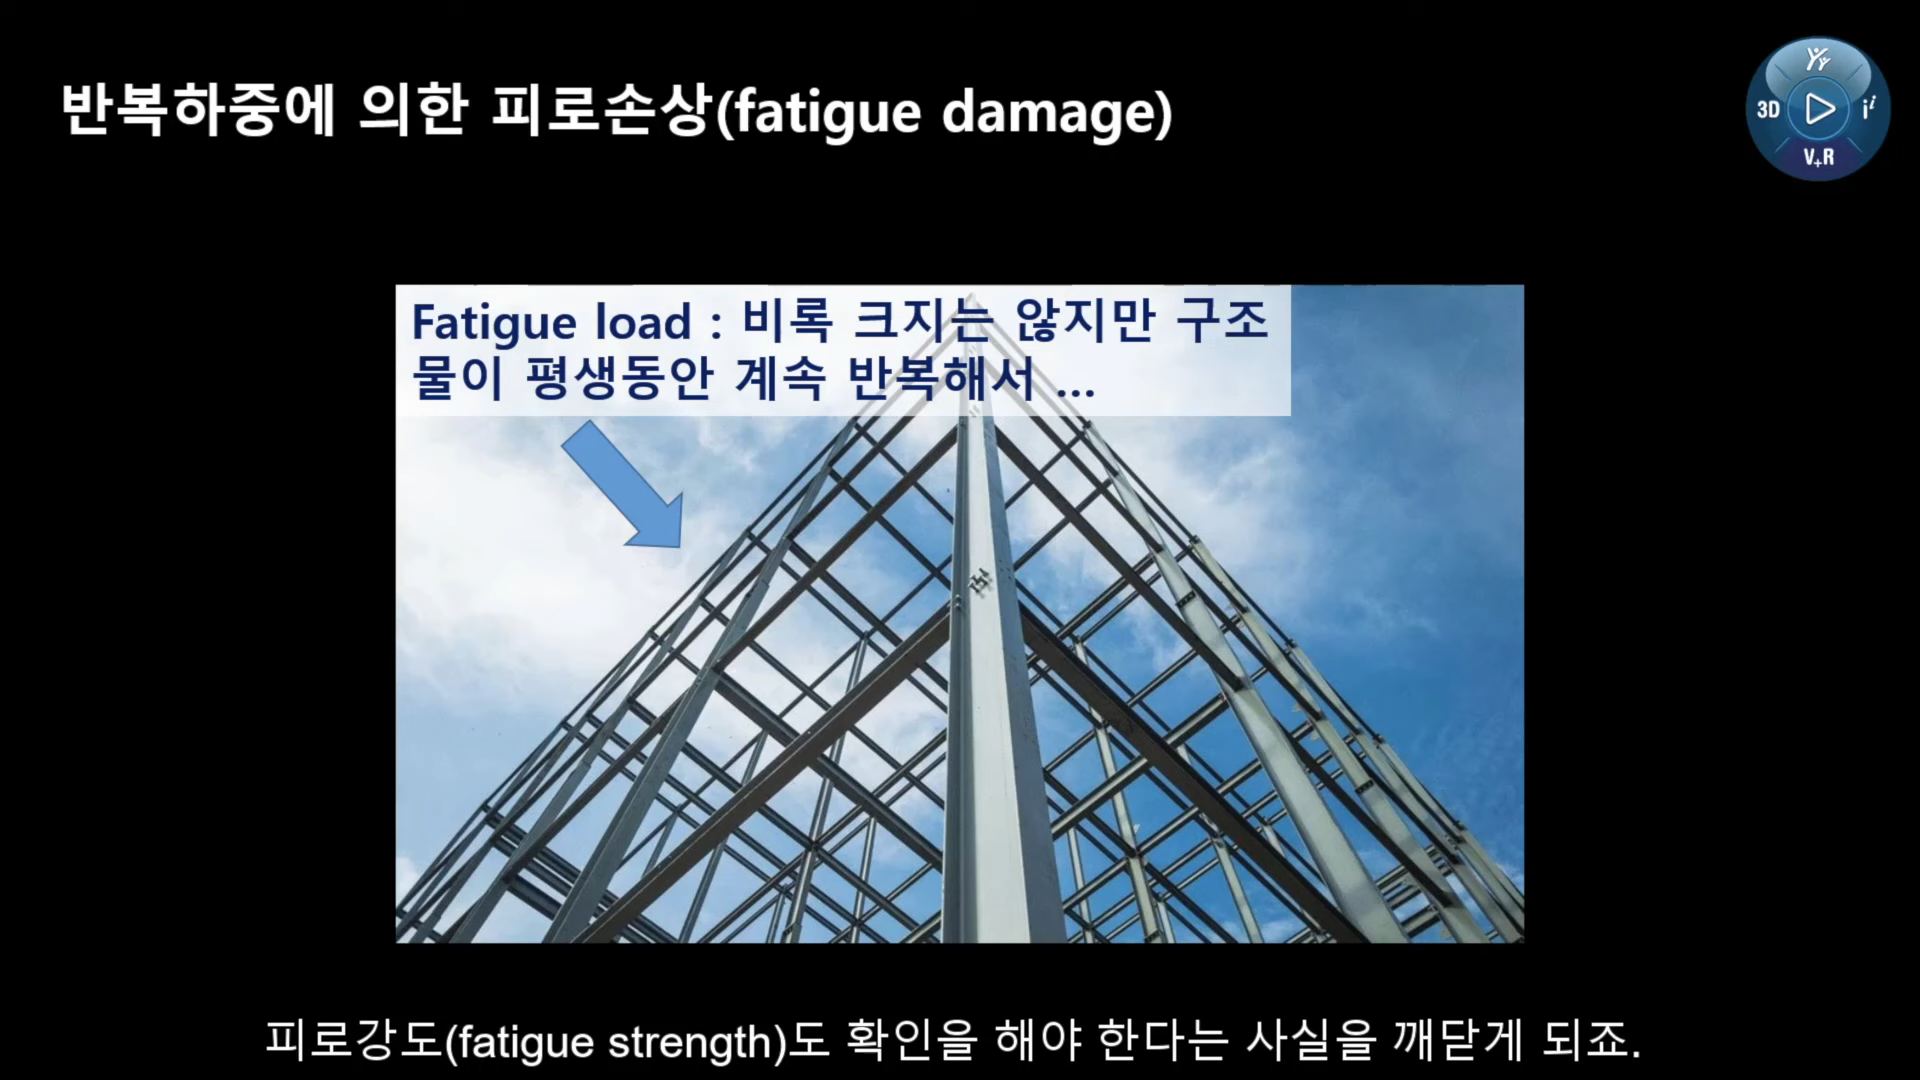 반복하중에 의한 피로손상(fatigue damage)
3D
V+R
Fatigue load : 비록 크지는 않지만 구조
물이 평생동안 계속 반복해서 ...
피로강도(fatigue strength)도 확인을 해야 한다는 사실을 깨닫게 되죠.